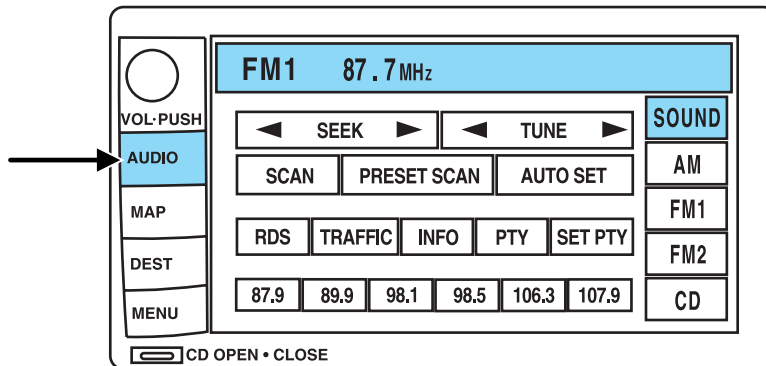 FM1 87.7 MHz
VOL·PUSH
AUDIO
MAP
DEST
MENU
SEEK TUNE
SCAN PRESET SCAN AUTO SET
RDS TRAFFIC INFO PTY SET PTY
87.9 89.9 98.1 98.5 106.3 107.9
SOUND
AM
FM1
FM2
CD
CD OPEN • CLOSE